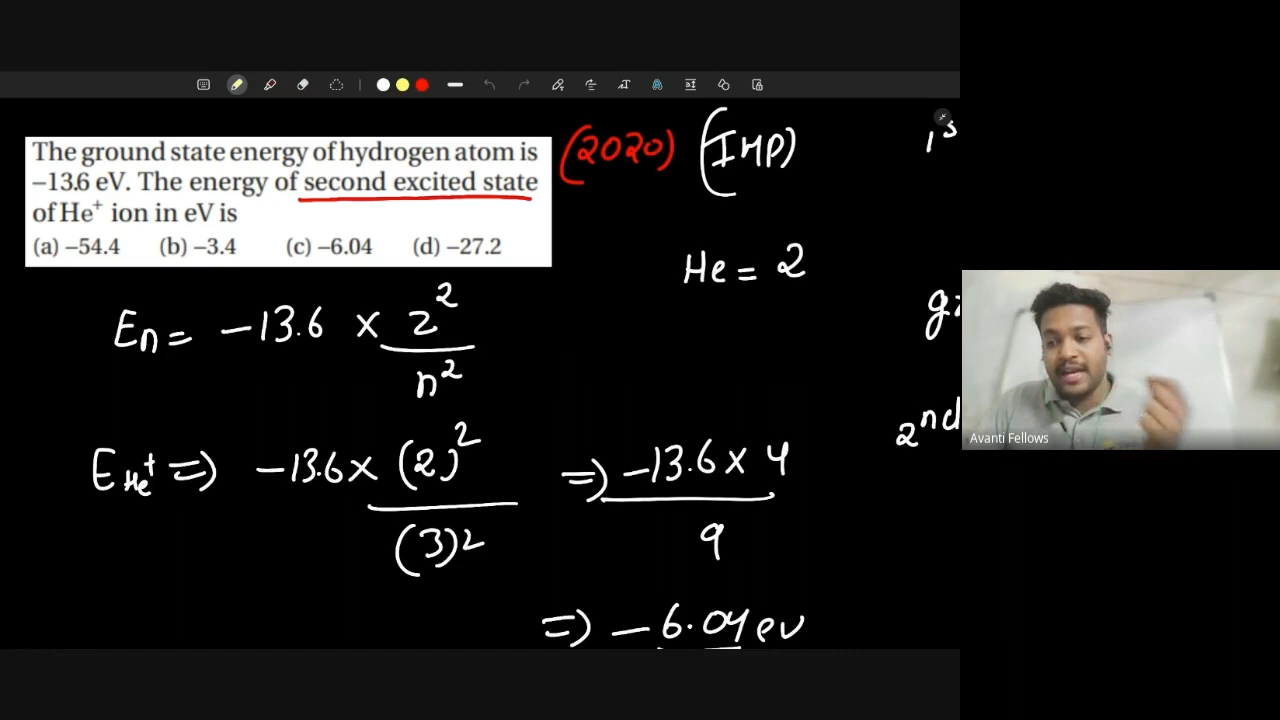 The ground state energy of hydrogen atom is
–13.6 eV. The energy of second excited state
of He⁺ ion in eV is
(a) –54.4 (b) –3.4 (c) –6.04 (d) –27.2
(2020) (IMP)
1s
He = 2
En = –13.6 × z²/n²
2nd
E He⁺ => –13.6 × (2)²/(3)² => –13.6 × 4/9
=> – 6.04 ev
Avanti Fellows